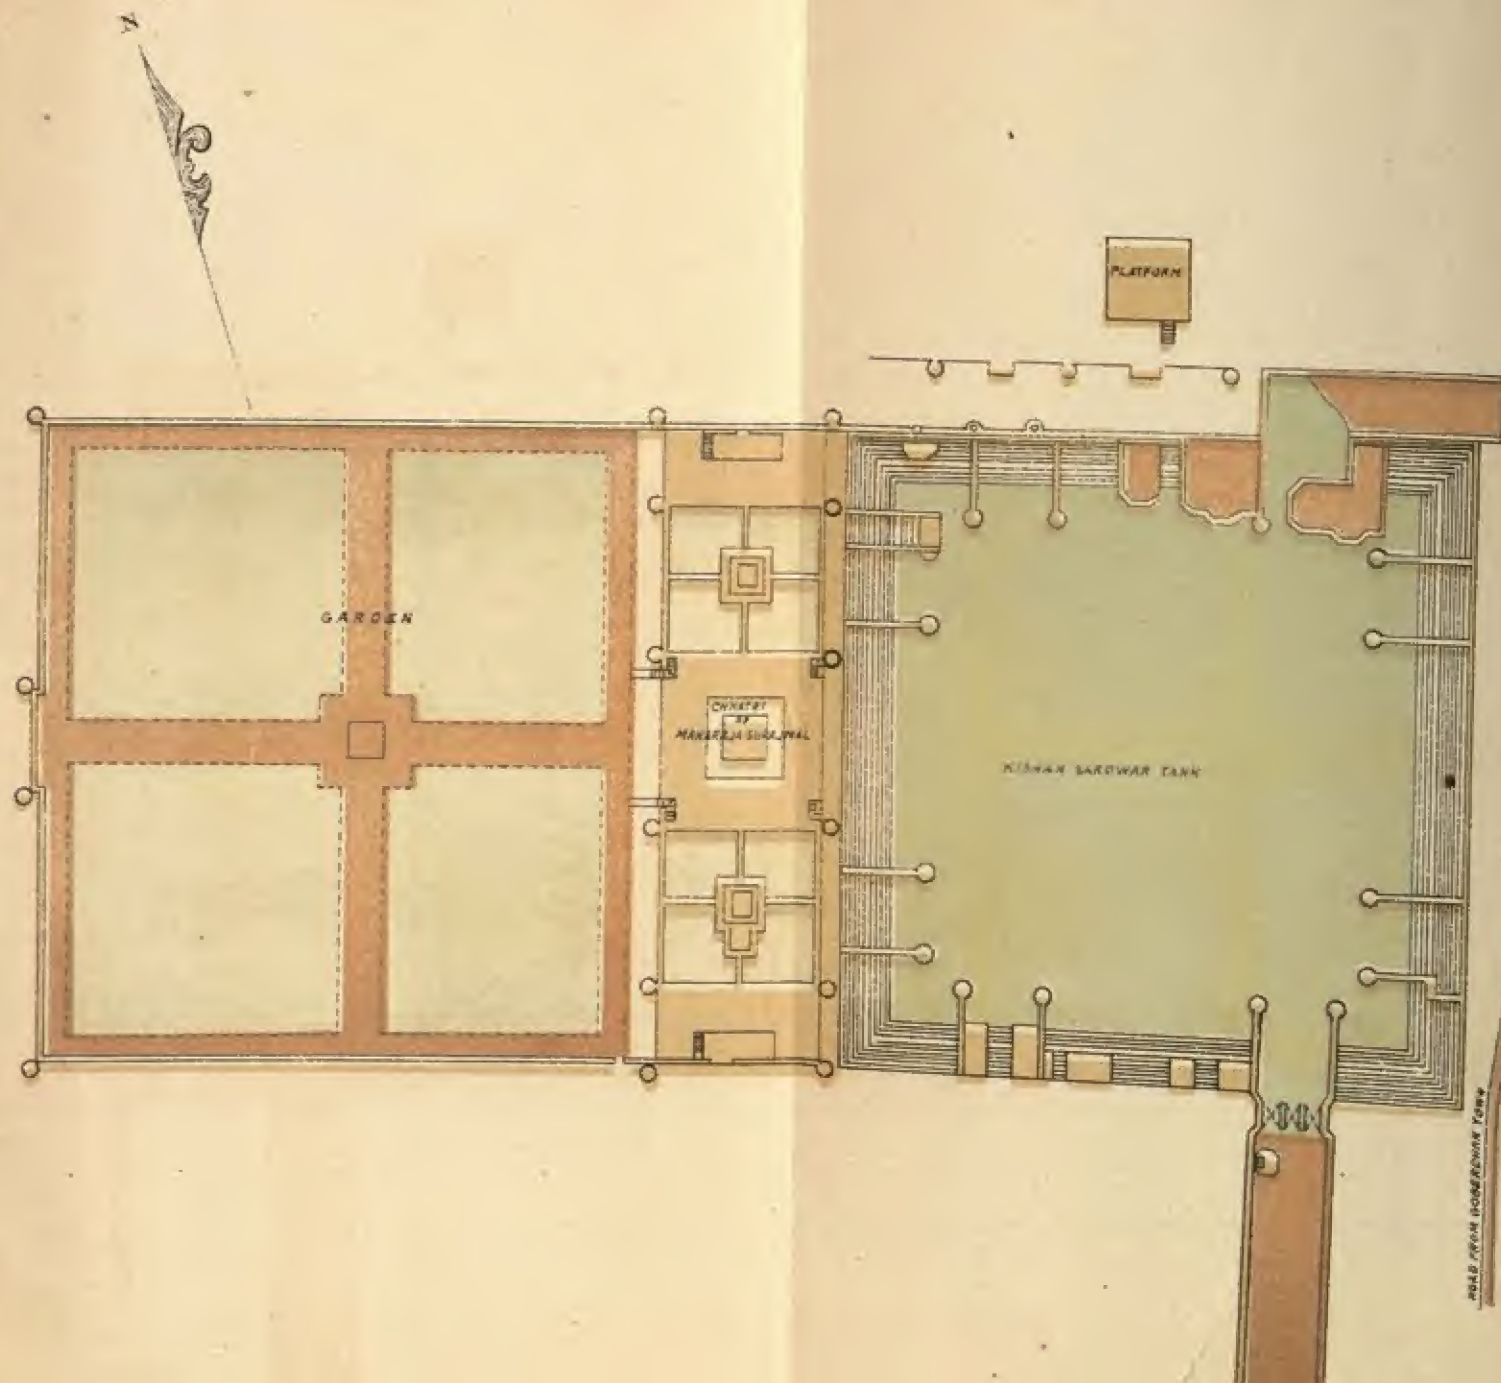 N
PLATFORM
GARDEN
CHHATRI
OF
MAHARAJA SURAJMAL
KISHAN SAROWAR TANK
ROAD FROM GOBERDHAN TOWN